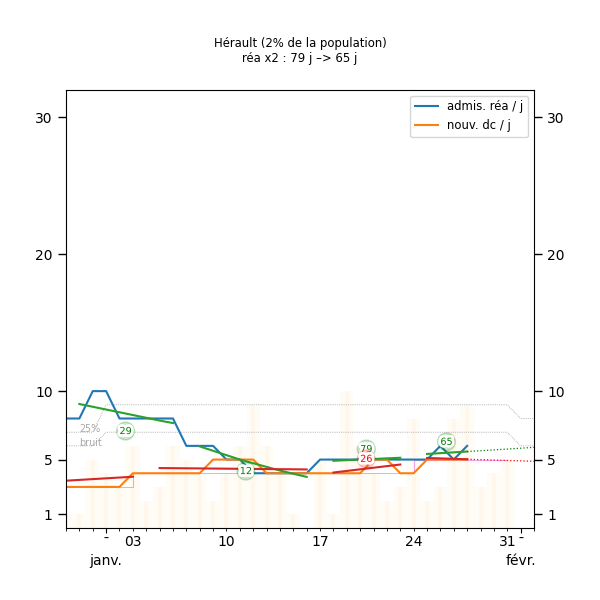 Hérault (2% de la population)
réa x2 : 79 j –> 65 j
admis. réa / j
nouv. dc / j
30 30
20 20
10 10
25%
bruit
29
12
79
26
65
5 5
1 1
03 10 17 24 31
janv. févr.